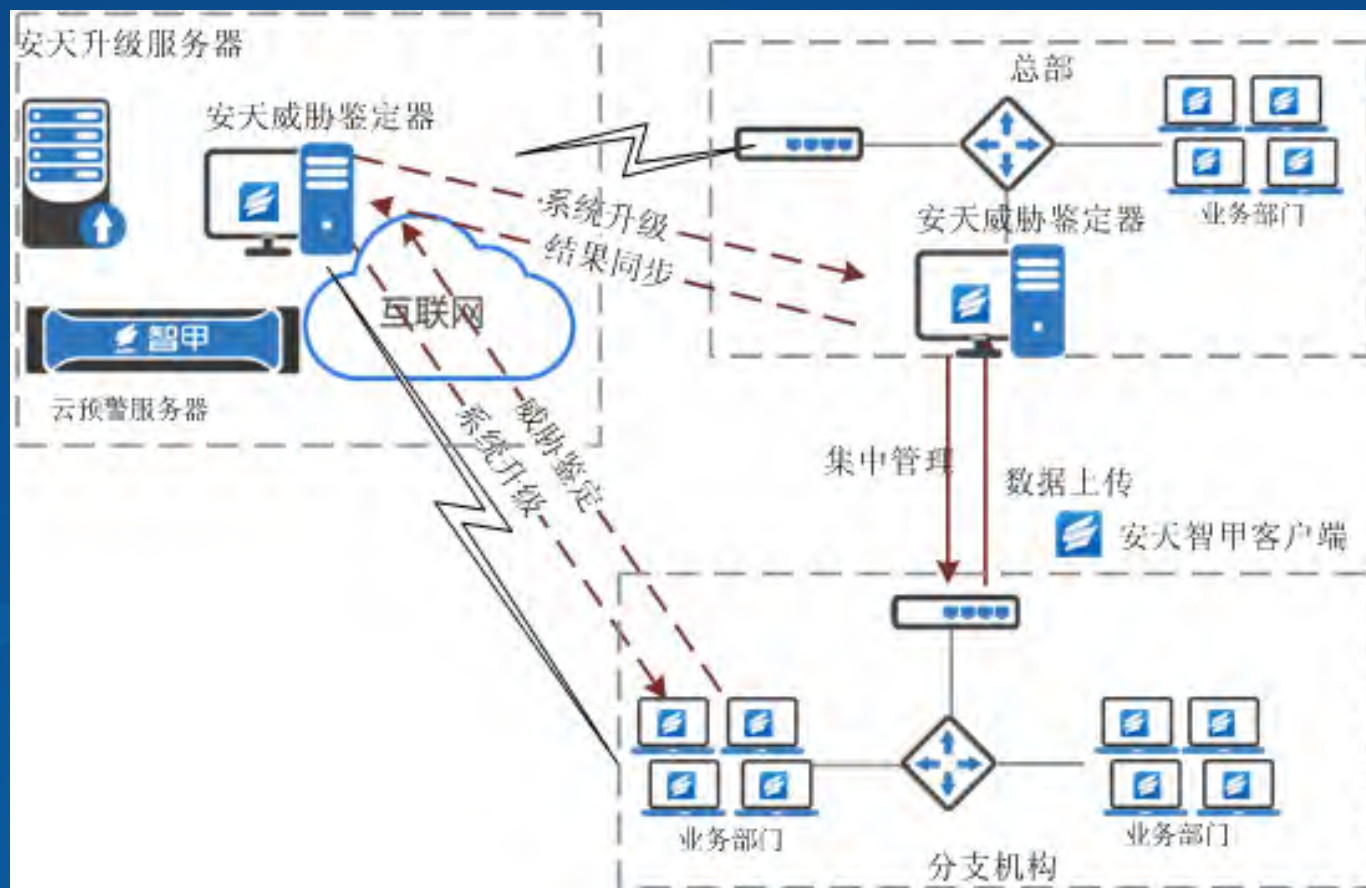 安天升级服务器
安天威胁鉴定器
智甲
云预警服务器
互联网
系统升级
结果同步
系统升级
威胁鉴定
总部
业务部门
安天威胁鉴定器
集中管理
数据上传
安天智甲客户端
业务部门
业务部门
分支机构